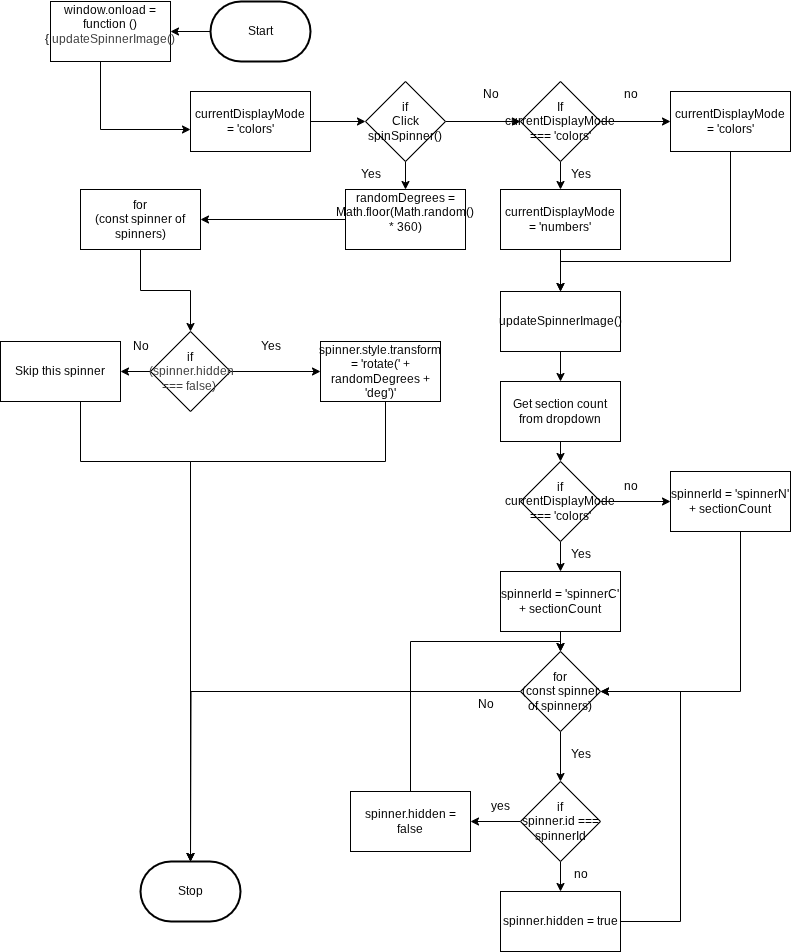 window.onload =
function ()
{ updateSpinnerImage()
Start
currentDisplayMode
= 'colors'
if
Click
spinSpinner()
No
If
currentDisplayMode
=== 'colors'
no
currentDisplayMode
= 'colors'
Yes
Yes
for
(const spinner of
spinners)
randomDegrees =
Math.floor(Math.random()
* 360)
currentDisplayMode
= 'numbers'
updateSpinnerImage()
No
Yes
Skip this spinner
if
(spinner.hidden
=== false)
spinner.style.transform
= 'rotate(' +
randomDegrees +
'deg')'
Get section count
from dropdown
if
currentDisplayMode
=== 'colors'
no
spinnerId = 'spinnerN'
+ sectionCount
Yes
spinnerId = 'spinnerC'
+ sectionCount
for
(const spinner
of spinners)
No
Yes
spinner.hidden =
false
yes
if
spinner.id ===
spinnerId
no
Stop
spinner.hidden = true